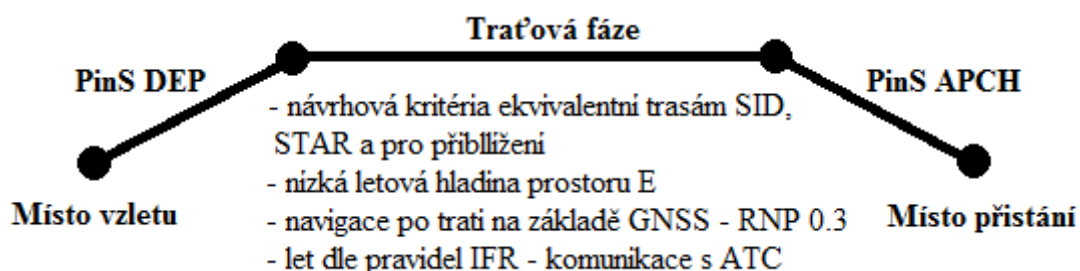 Traťová fáze
PinS DEP
PinS APCH
- návrhová kritéria ekvivalentní trasám SID,
STAR a pro přibllížení
- nízká letová hladina prostoru E
- navigace po trati na základě GNSS - RNP 0.3
- let dle pravidel IFR - komunikace s ATC
Místo vzletu
Místo přistání